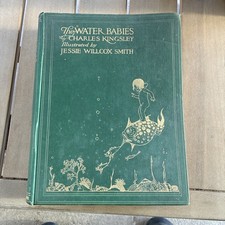 The WATER BABIES
by CHARLES KINGSLEY
Illustrated by
JESSIE WILLCOX SMITH